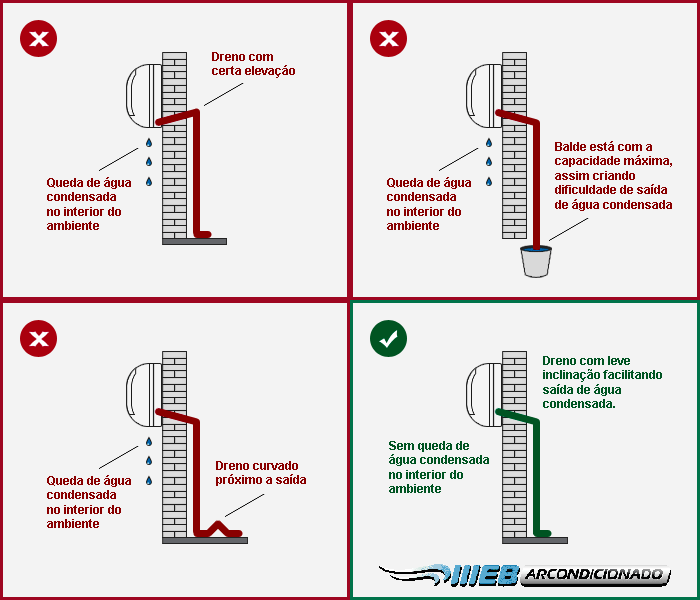 Dreno com
certa elevação
Queda de água
condensada
no interior do
ambiente
Balde está com a
capacidade máxima,
assim criando
dificuldade de saída
de água condensada
Queda de água
condensada
no interior do
ambiente
Dreno curvado
próximo a saída
Queda de água
condensada
no interior do
ambiente
Dreno com leve
inclinação facilitando
saída de água
condensada.
Sem queda de
água condensada
no interior do
ambiente
WEB ARCONDICIONADO